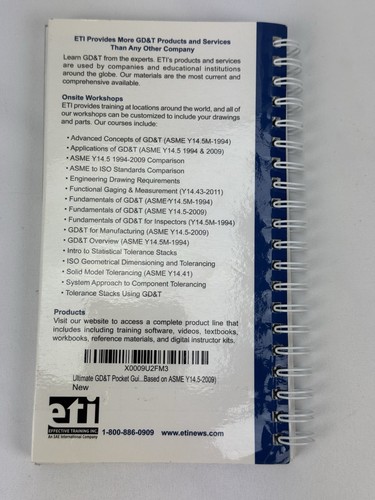 ETI Provides More GD&T Products and Services
Than Any Other Company
Learn GD&T from the experts. ETI's products and services
are used by companies and educational institutions
around the globe. Our materials are the most current and
comprehensive available.
Onsite Workshops
ETI provides training at locations around the world, and all of
our workshops can be customized to include your drawings
and parts. Our courses include:
• Advanced Concepts of GD&T (ASME Y14.5M-1994)
• Applications of GD&T (ASME Y14.5 1994 & 2009)
• ASME Y14.5 1994-2009 Comparison
• ASME to ISO Standards Comparison
• Engineering Drawing Requirements
• Functional Gaging & Measurement (Y14.43-2011)
• Fundamentals of GD&T (ASME Y14.5M-1994)
• Fundamentals of GD&T (ASME Y14.5-2009)
• Fundamentals of GD&T for Inspectors (Y14.5M-1994)
• GD&T for Manufacturing (ASME Y14.5-2009)
• GD&T Overview (ASME Y14.5M-1994)
• Intro to Statistical Tolerance Stacks
• ISO Geometrical Dimensioning and Tolerancing
• Solid Model Tolerancing (ASME Y14.41)
• System Approach to Component Tolerancing
• Tolerance Stacks Using GD&T
Products
Visit our website to access a complete product line that
includes including training software, videos, textbooks,
workbooks, reference materials, and digital instructor kits.
X0009U2FM3
Ultimate GD&T Pocket Gui...Based on ASME Y14.5-2009)
New
eti
EFFECTIVE TRAINING INC.
An SAE International Company
1-800-886-0909 www.etinews.com